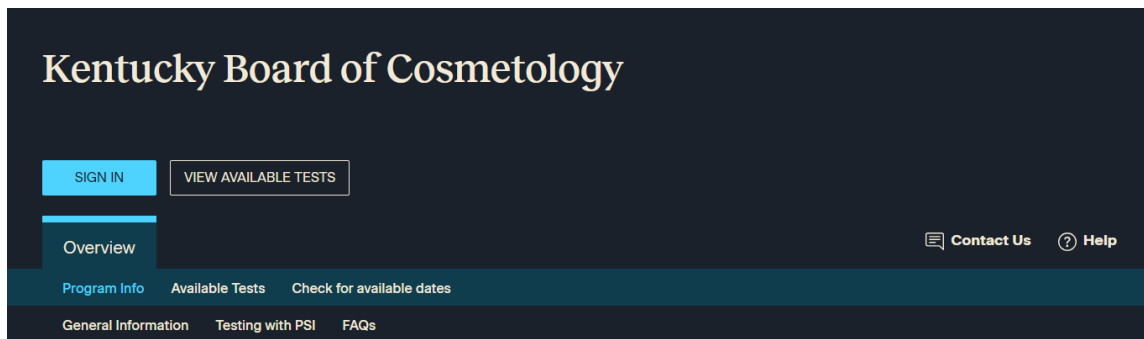 Kentucky Board of Cosmetology
SIGN IN VIEW AVAILABLE TESTS
Overview Contact Us Help
Program Info Available Tests Check for available dates
General Information Testing with PSI FAQs